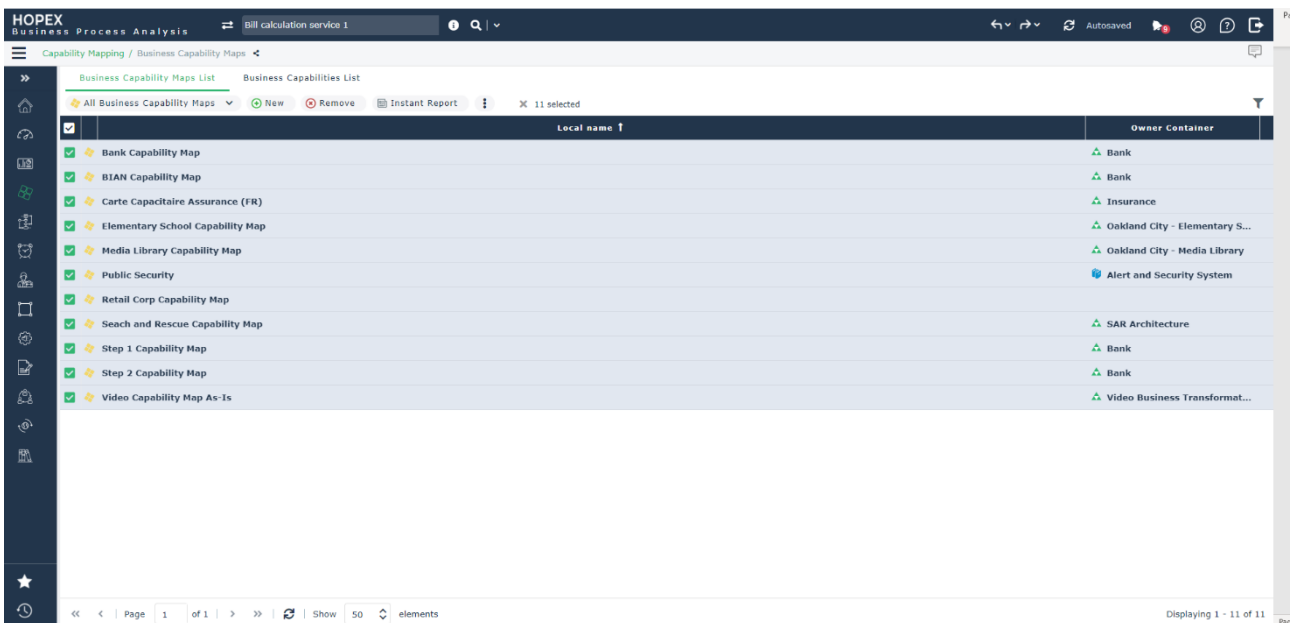 HOPEX
Business Process Analysis
Bill calculation service 1
Autosaved
9
Capability Mapping / Business Capability Maps
Business Capability Maps List Business Capabilities List
All Business Capability Maps New Remove Instant Report 11 selected
Local name Owner Container
Bank Capability Map Bank
BIAN Capability Map Bank
Carte Capacitaire Assurance (FR) Insurance
Elementary School Capability Map Oakland City - Elementary S...
Media Library Capability Map Oakland City - Media Library
Public Security Alert and Security System
Retail Corp Capability Map
Seach and Rescue Capability Map SAR Architecture
Step 1 Capability Map Bank
Step 2 Capability Map Bank
Video Capability Map As-Is Video Business Transformat...
Page 1 of 1 Show 50 elements Displaying 1 - 11 of 11